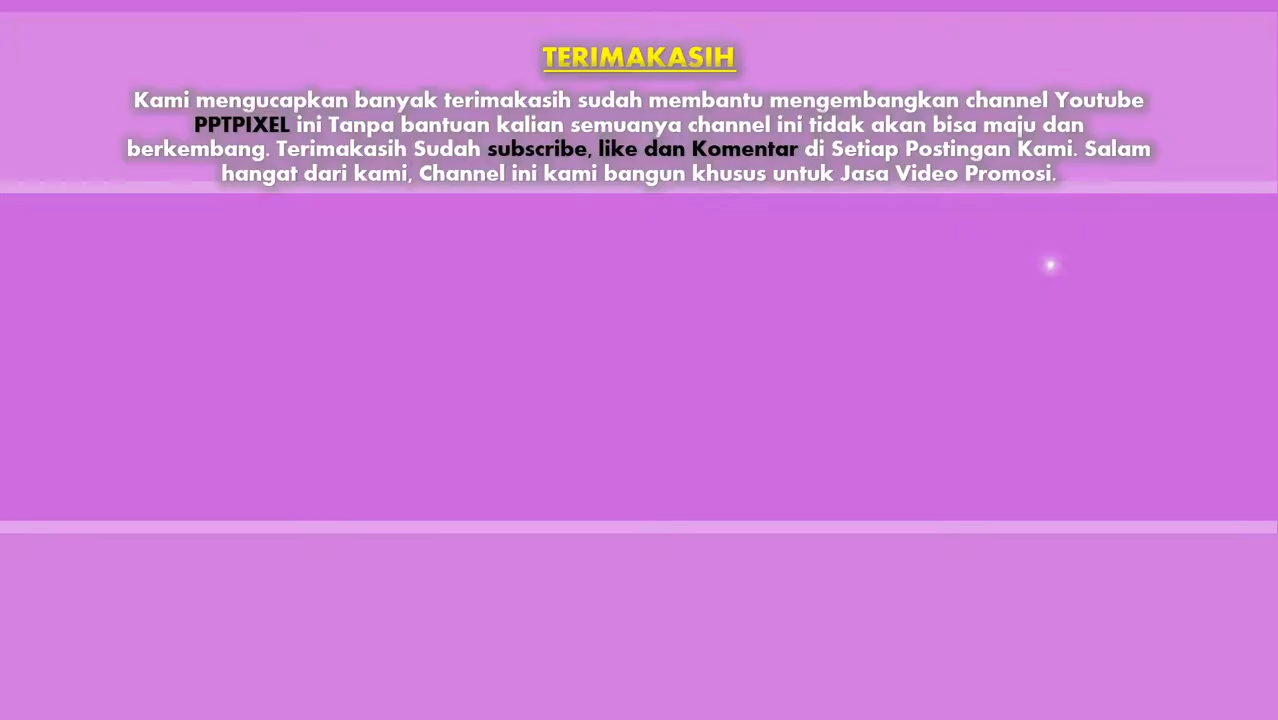 TERIMAKASIH
Kami mengucapkan banyak terimakasih sudah membantu mengembangkan channel Youtube
PPTPIXEL ini Tanpa bantuan kalian semuanya channel ini tidak akan bisa maju dan
berkembang. Terimakasih Sudah subscribe, like dan Komentar di Setiap Postingan Kami. Salam
hangat dari kami, Channel ini kami bangun khusus untuk Jasa Video Promosi.